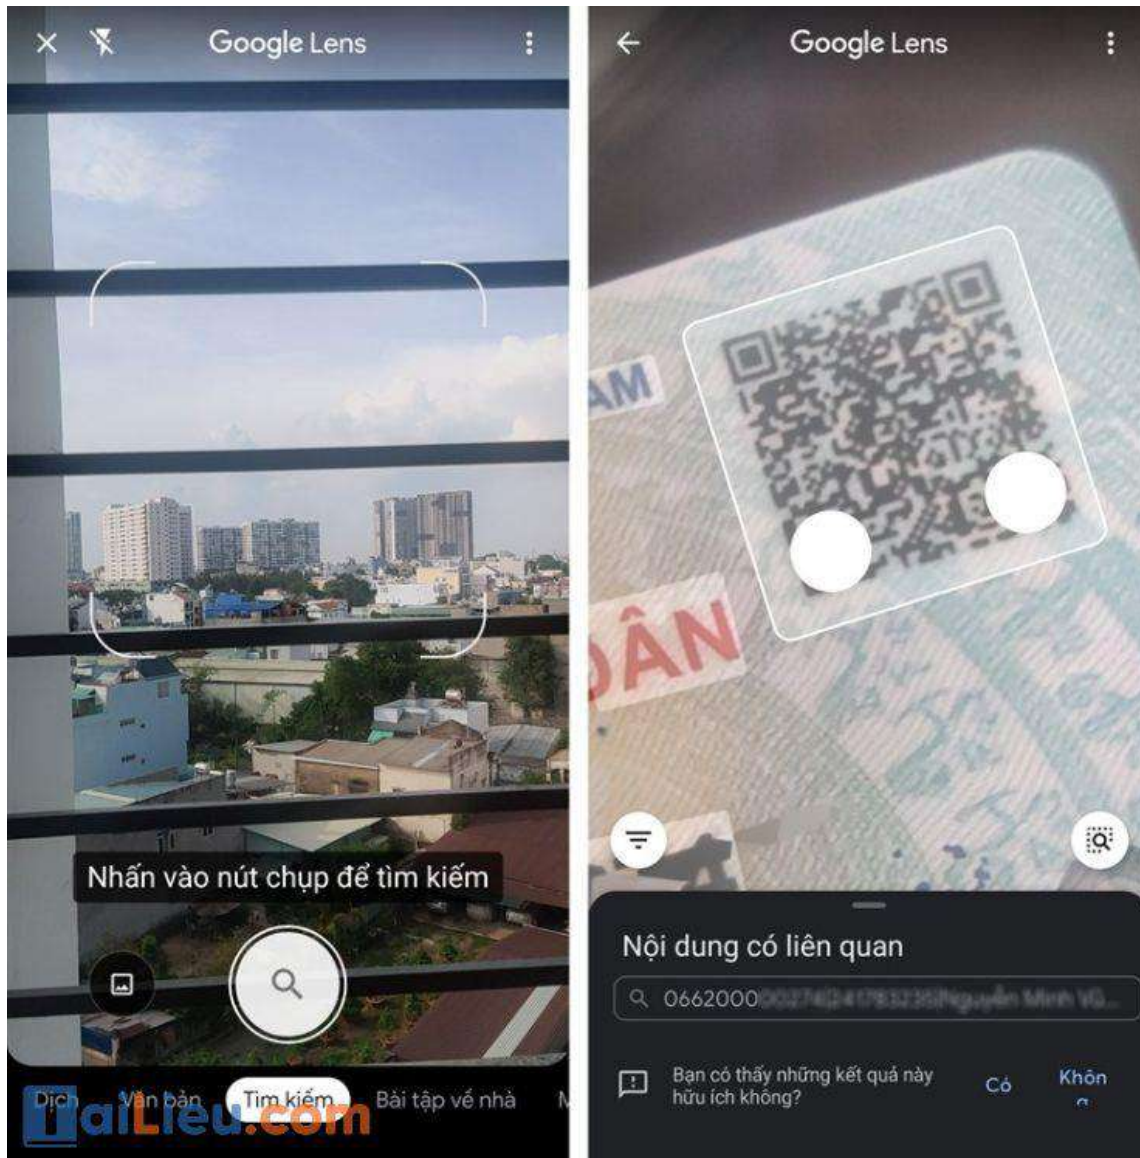 Google Lens
Nhấn vào nút chụp để tìm kiếm
Dịch Văn bản Tìm kiếm Bài tập về nhà
TaiLieu.com
Google Lens
AM
DÂN
Nội dung có liên quan
0662000
Bạn có thấy những kết quả này
hữu ích không?
Có
Khôn
g